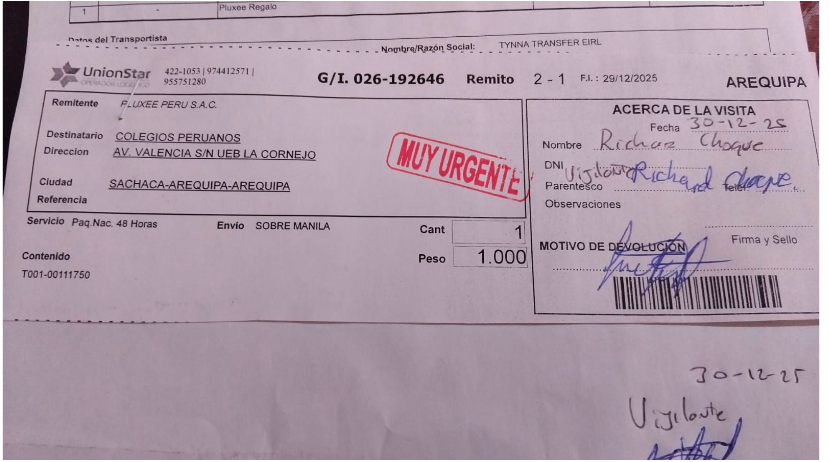 1 - Pluxee Regalo
Datos del Transportista
Nombre/Razón Social: TYNNA TRANSFER EIRL
UnionStar 422-1053 | 974412571 |
955751280
G/I. 026-192646 Remito 2 - 1 F.I. : 29/12/2025 AREQUIPA
Remitente PLUXEE PERU S.A.C.
Destinatario COLEGIOS PERUANOS
Direccion AV. VALENCIA S/N UEB LA CORNEJO
Ciudad SACHACA-AREQUIPA-AREQUIPA
Referencia
MUY URGENTE
Servicio Paq.Nac. 48 Horas Envio SOBRE MANILA
Cant 1
Peso 1.000
Contenido
T001-00111750
ACERCA DE LA VISITA
Fecha 30-12-25
Nombre Richar Choque
DNI Vigilante Richard Choque.
Parentesco
Observaciones
MOTIVO DE DEVOLUCIÓN Firma y Sello
30-12-25
Vigilante